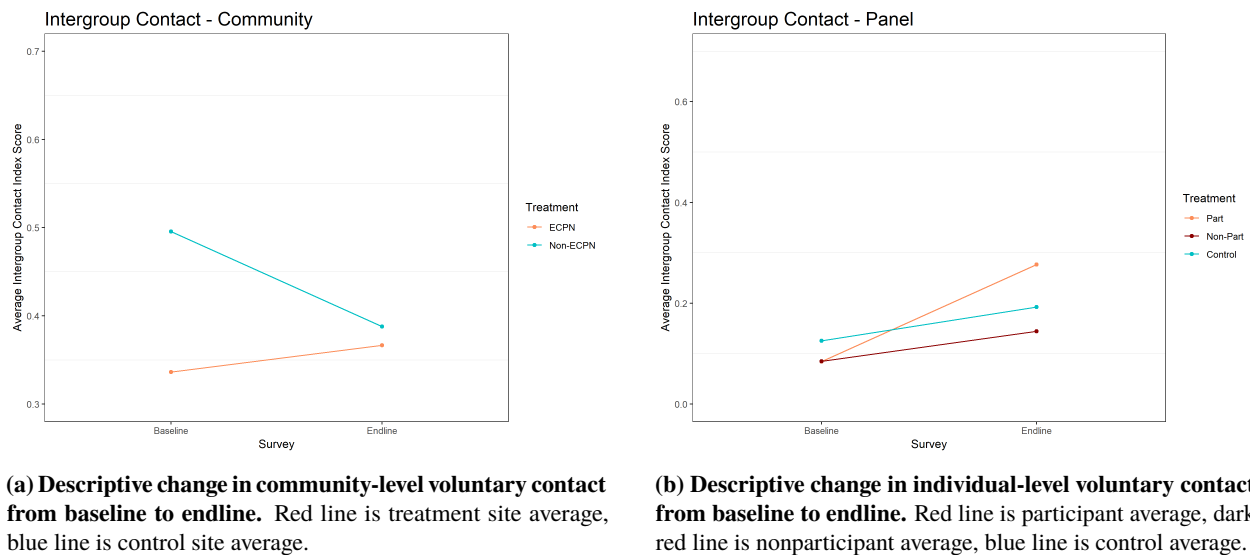 Intergroup Contact - Community
0.7
0.6
0.5
0.4
0.3
Average Intergroup Contact Index Score
Baseline
Endline
Survey
Treatment
ECPN
Non-ECPN
(a) Descriptive change in community-level voluntary contact
from baseline to endline. Red line is treatment site average,
blue line is control site average.
Intergroup Contact - Panel
0.6
0.4
0.2
0.0
Average Intergroup Contact Index Score
Baseline
Endline
Survey
Treatment
Part
Non-Part
Control
(b) Descriptive change in individual-level voluntary contact
from baseline to endline. Red line is participant average, dark
red line is nonparticipant average, blue line is control average.